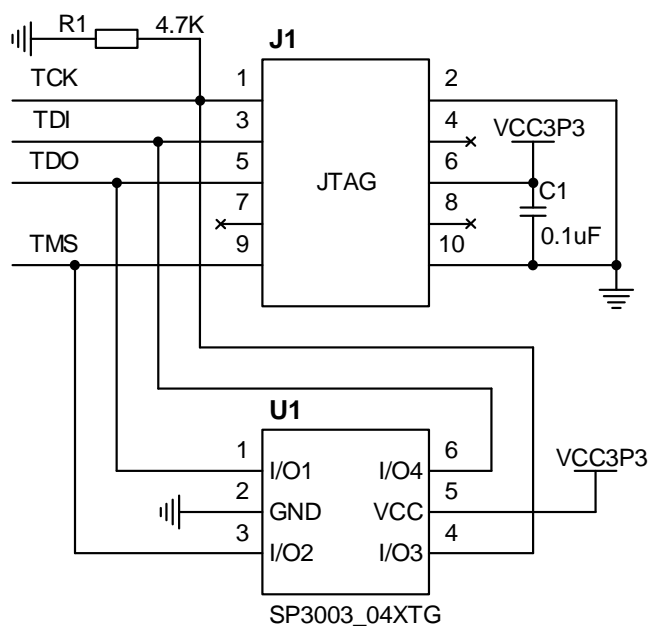 R1 4.7K
J1
TCK 1 2
TDI 3 4 VCC3P3
TDO 5 6
JTAG
C1
7 8
0.1uF
TMS 9 10
U1
1 I/O1 I/O4 6 VCC3P3
2 GND VCC 5
3 I/O2 I/O3 4
SP3003_04XTG